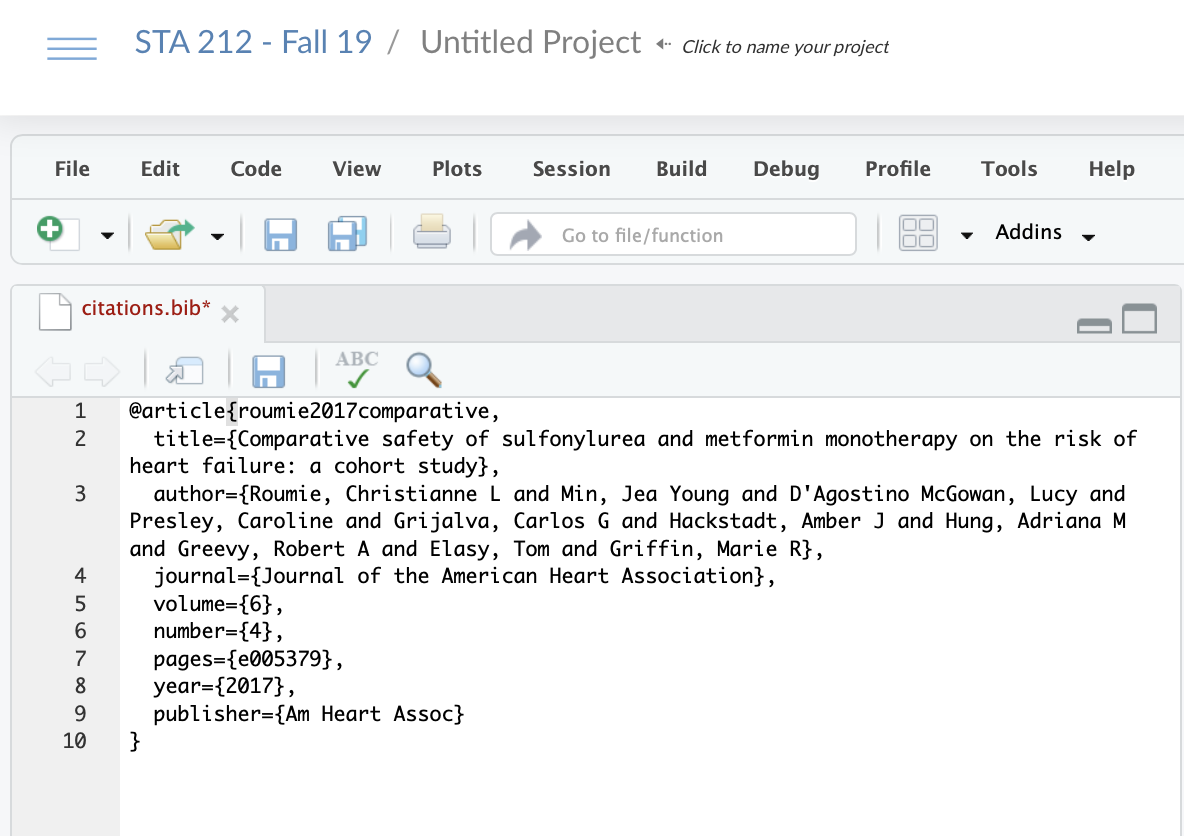 STA 212 - Fall 19 / Untitled Project Click to name your project
File Edit Code View Plots Session Build Debug Profile Tools Help
Go to file/function Addins
citations.bib*
ABC
1 @article{roumie2017comparative,
2 title={Comparative safety of sulfonylurea and metformin monotherapy on the risk of
heart failure: a cohort study},
3 author={Roumie, Christianne L and Min, Jea Young and D'Agostino McGowan, Lucy and
Presley, Caroline and Grijalva, Carlos G and Hackstadt, Amber J and Hung, Adriana M
and Greevy, Robert A and Elasy, Tom and Griffin, Marie R},
4 journal={Journal of the American Heart Association},
5 volume={6},
6 number={4},
7 pages={e005379},
8 year={2017},
9 publisher={Am Heart Assoc}
10 }